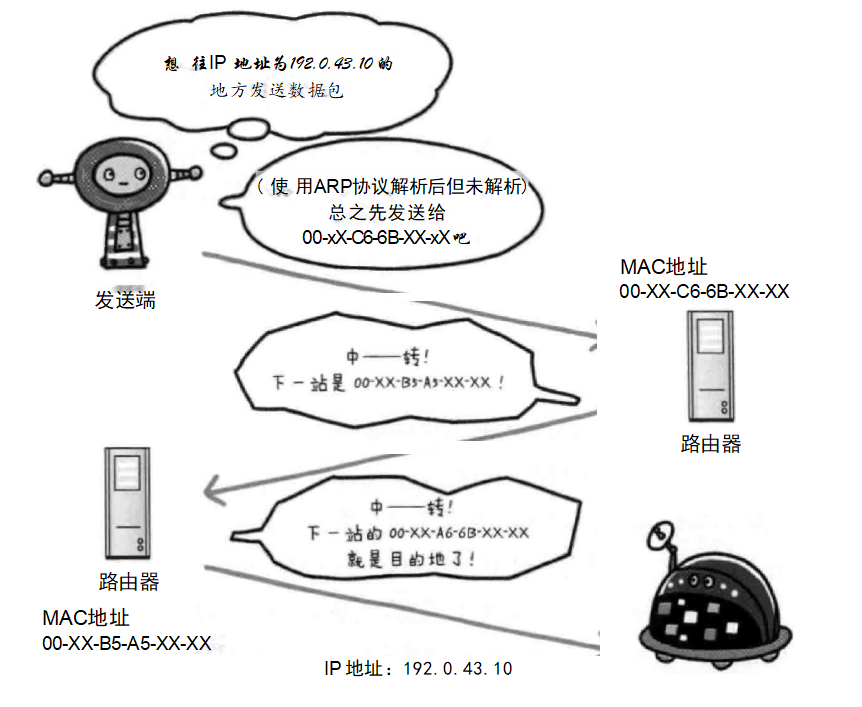 想 往IP 地址为192.0.43.10的
地方发送数据包
(使 用ARP协议解析后但未解析)
总之先发送给
00-xX-C6-6B-XX-xX吧
发送端
MAC地址
00-XX-C6-6B-XX-XX
中——转!
下一站是 00-XX-B5-A5-XX-XX!
路由器
中——转!
下一站的 00-XX-A6-6B-XX-XX
就是目的地了!
路由器
MAC地址
00-XX-B5-A5-XX-XX
IP地址: 192.0.43.10